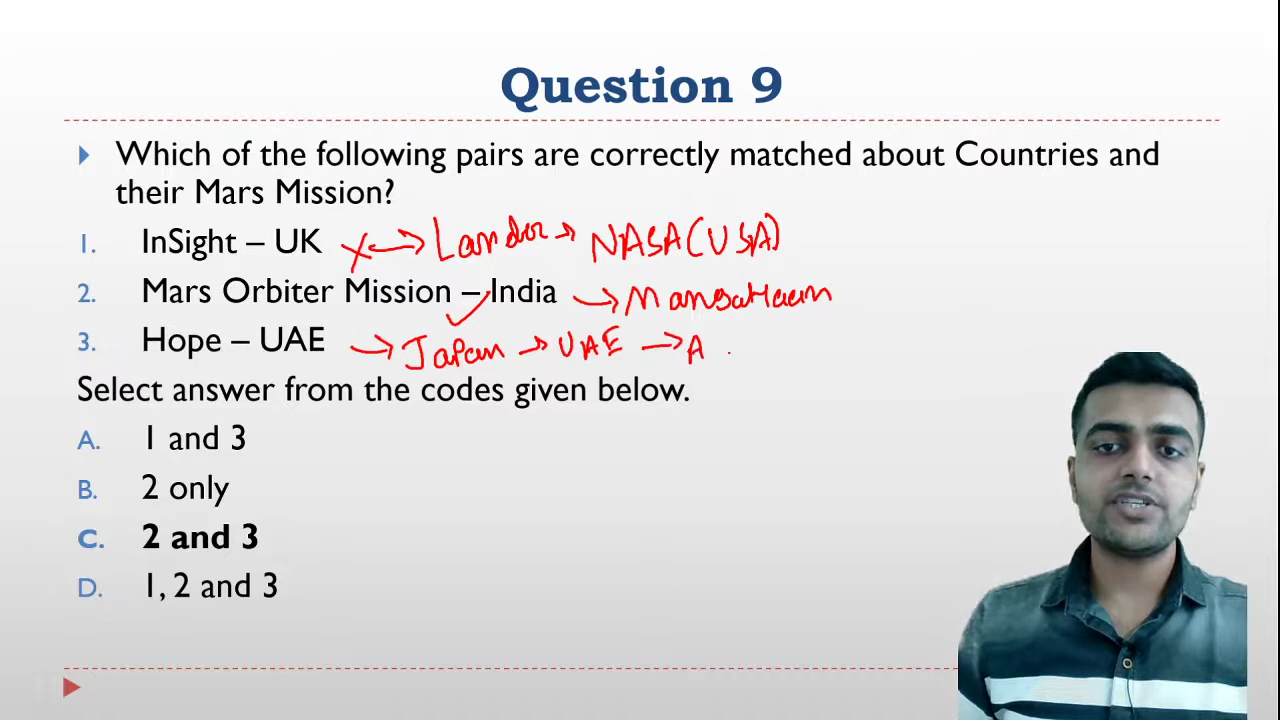 Question 9
Which of the following pairs are correctly matched about Countries and
their Mars Mission?
1. InSight – UK X → Lander → NASA (USA)
2. Mars Orbiter Mission – India →
3. Hope – UAE → Japan → UAE → A
Select answer from the codes given below.
A. 1 and 3
B. 2 only
C. 2 and 3
D. 1, 2 and 3